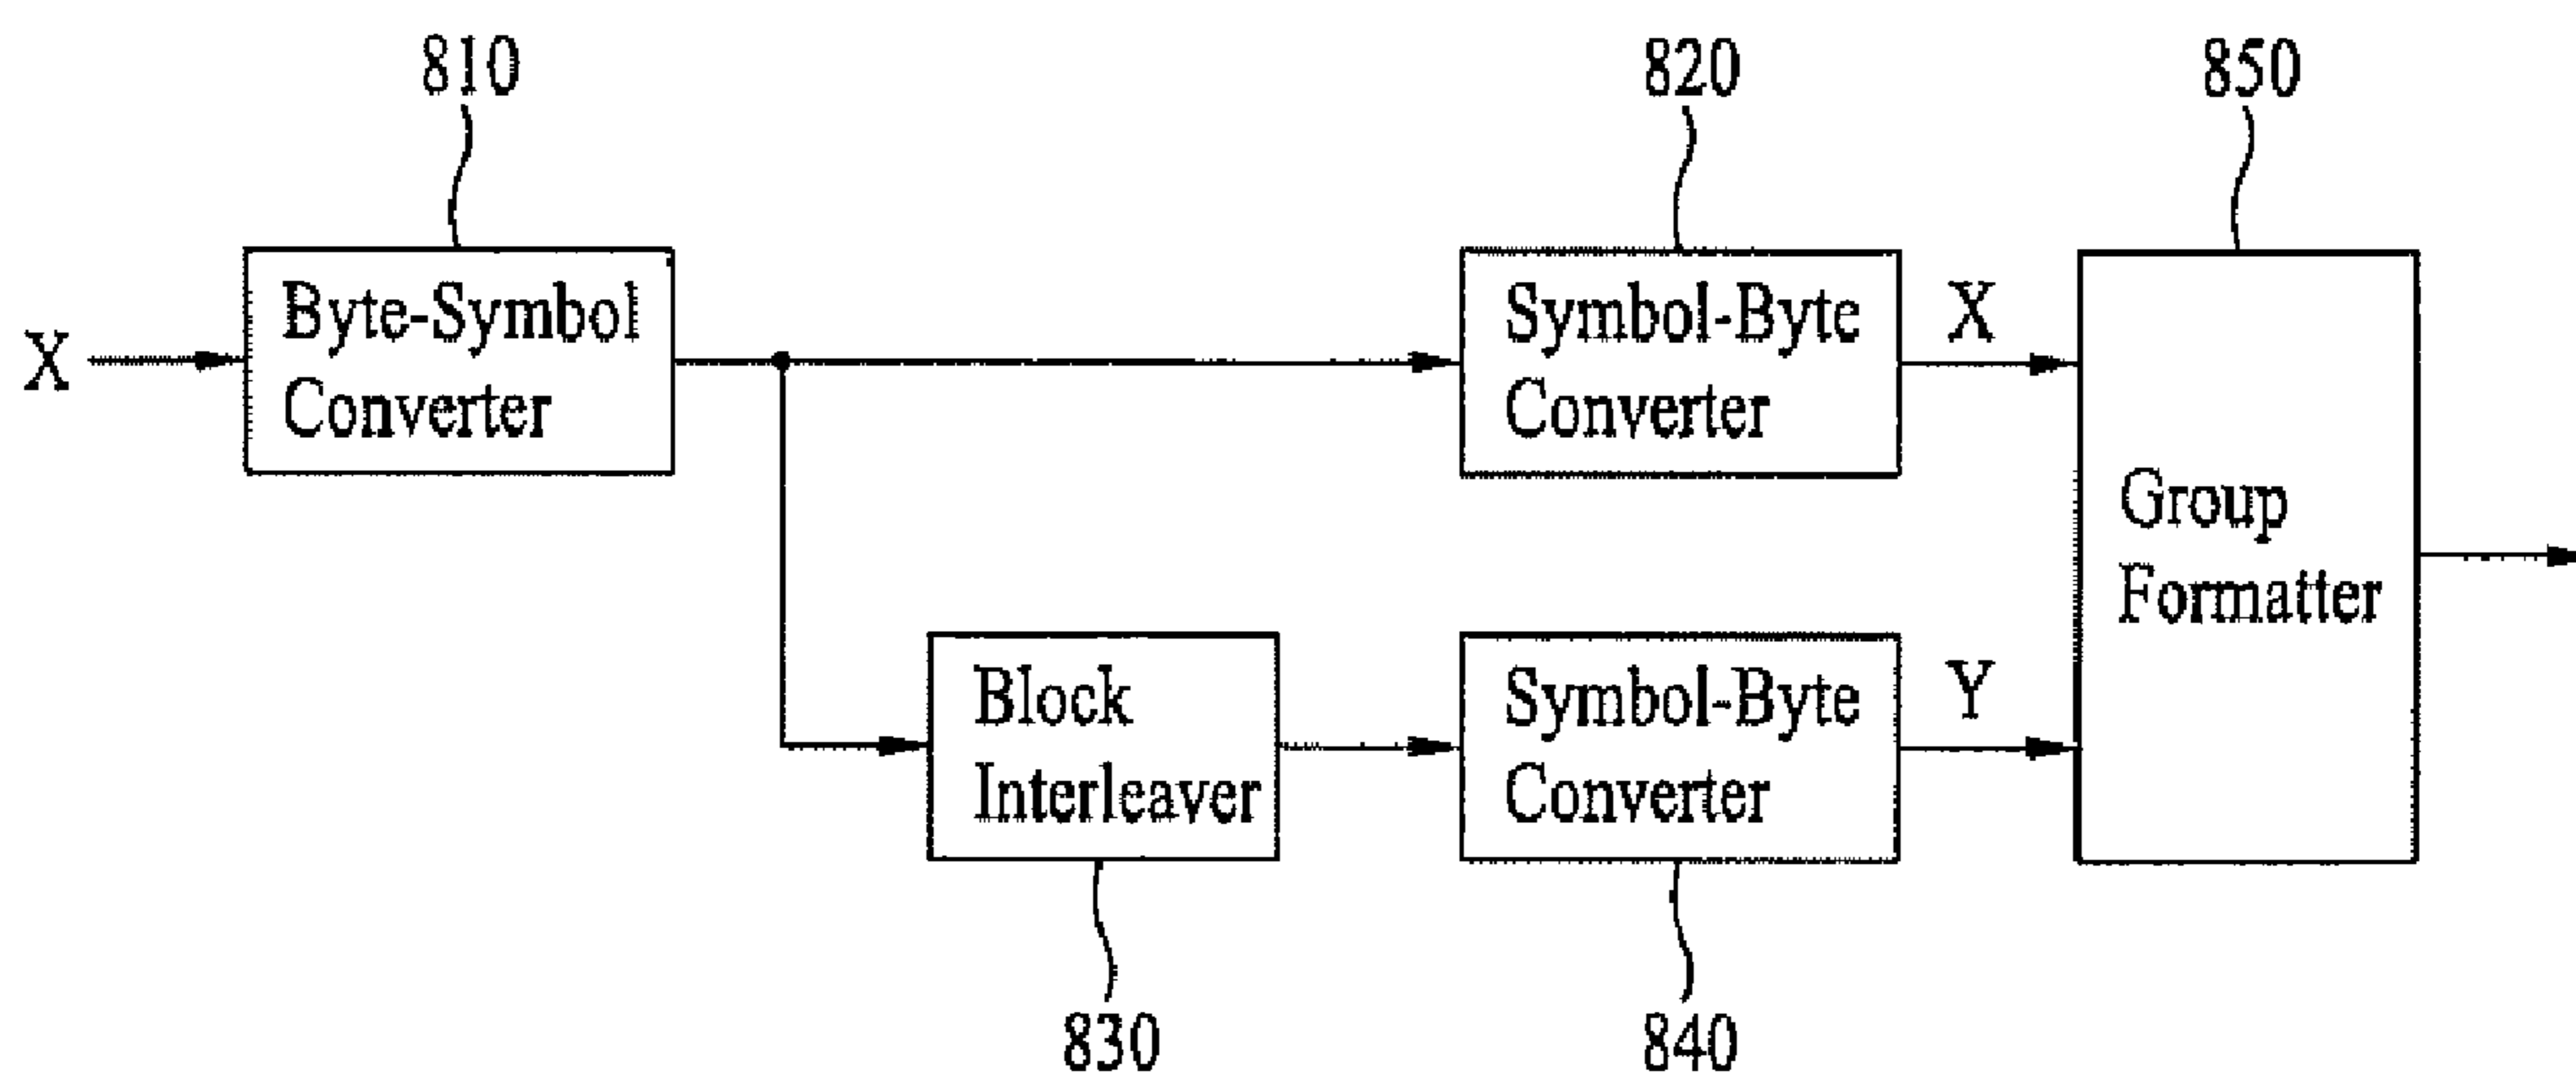 810
820
850
X
Byte-Symbol
Converter
Symbol-Byte
Converter
X
Group
Formatter
Block
Interleaver
Symbol-Byte
Converter
Y
830
840